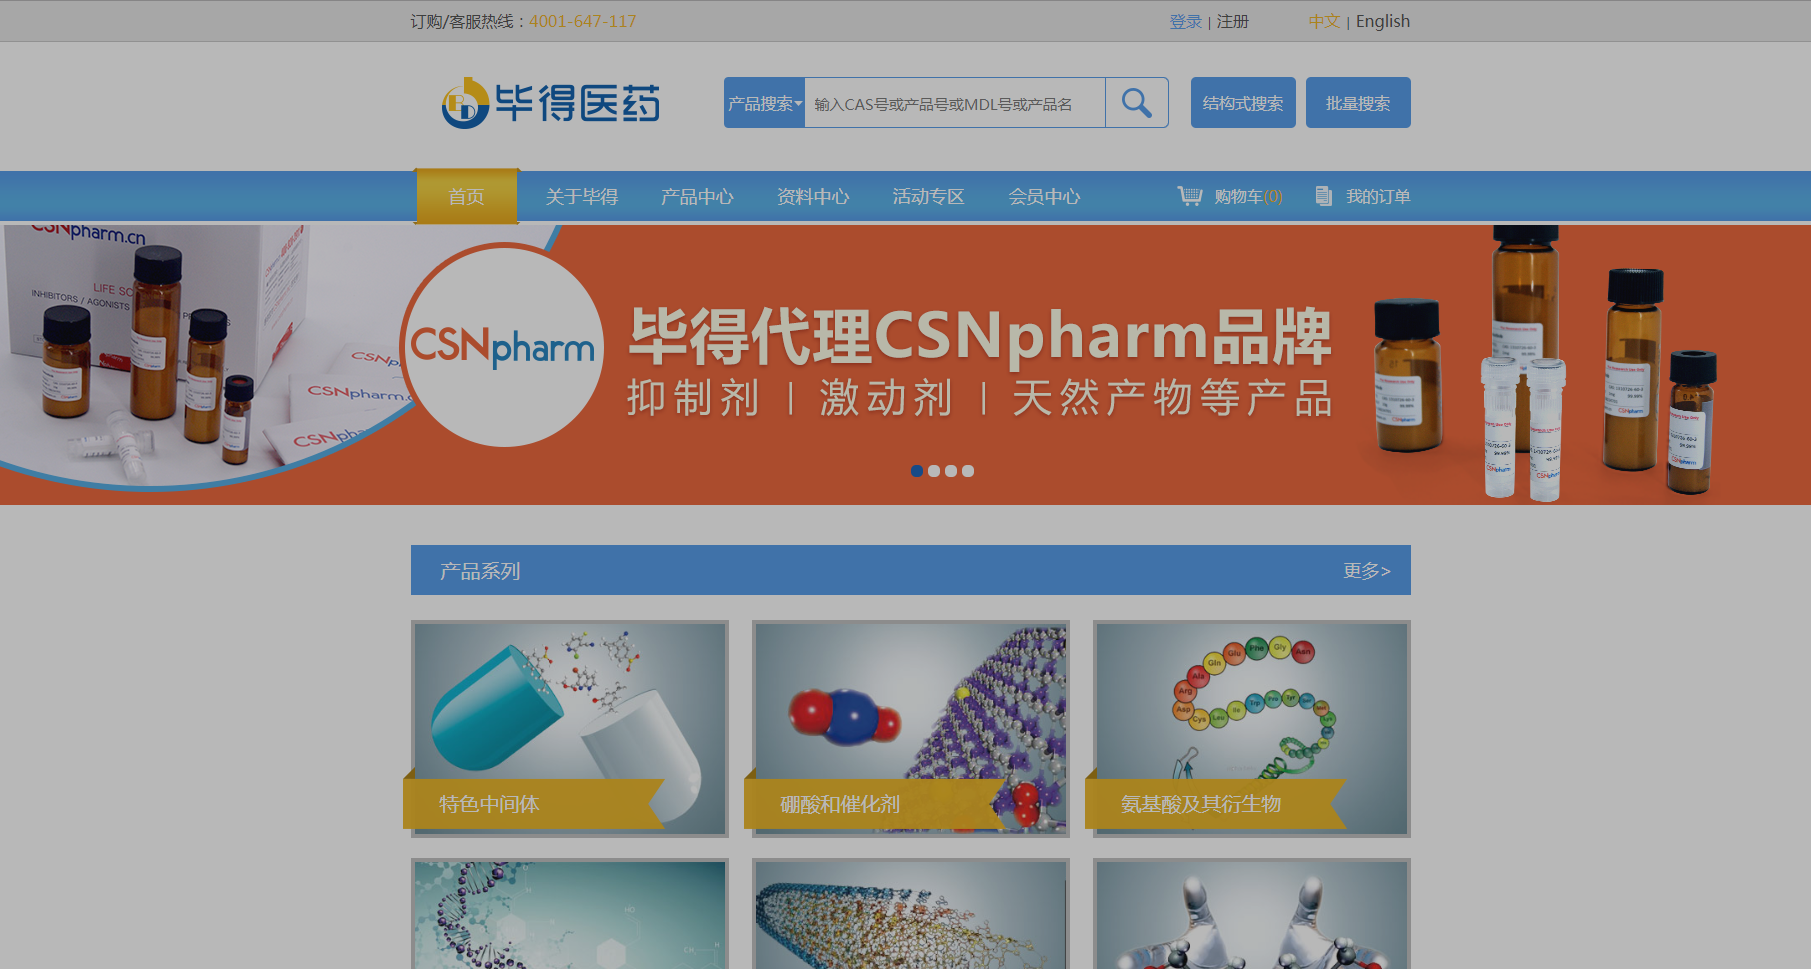 订购/客服热线：4001-647-117
登录 | 注册 中文 | English
毕得医药
产品搜索 输入CAS号或产品号或MDL号或产品名
结构式搜索 批量搜索
首页 关于毕得 产品中心 资料中心 活动专区 会员中心 购物车(0) 我的订单
CSNpharm.cn
INHIBITORS / AGONISTS
CSNpharm
毕得代理CSNpharm品牌
抑制剂 | 激动剂 | 天然产物等产品
产品系列 更多>
特色中间体
硼酸和催化剂
Gln Glu Phe Gly Asn
Ala
Arg
Asp Cys Leu Ile Trp Pro Tyr
氨基酸及其衍生物